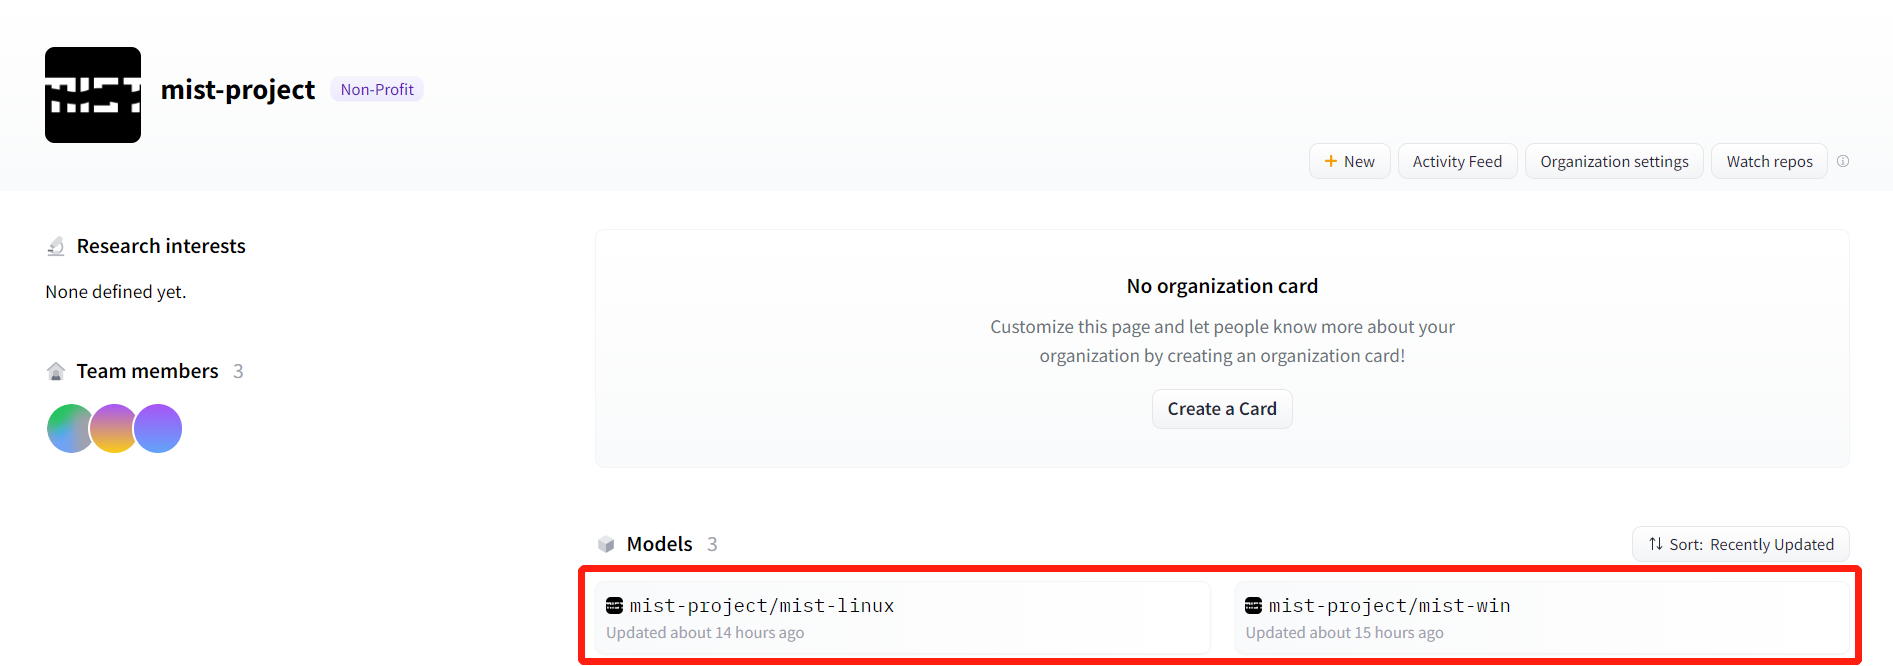 MIST
mist-project Non-Profit
New Activity Feed Organization settings Watch repos
Research interests
None defined yet.
Team members 3
No organization card
Customize this page and let people know more about your
organization by creating an organization card!
Create a Card
Models 3
Sort: Recently Updated
mist-project/mist-linux
Updated about 14 hours ago
mist-project/mist-win
Updated about 15 hours ago